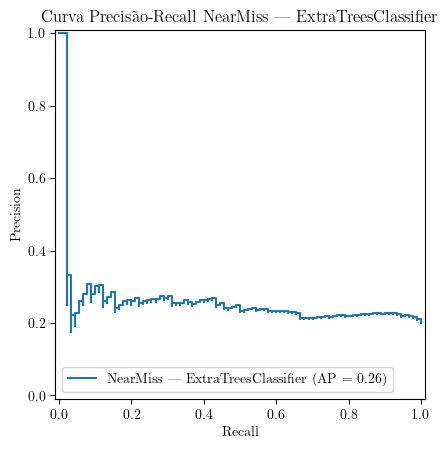 Curva Precisão-Recall NearMiss — ExtraTreesClassifier
1.0
0.8
0.6
0.4
0.2
0.0
Precision
NearMiss — ExtraTreesClassifier (AP = 0.26)
0.0 0.2 0.4 0.6 0.8 1.0
Recall